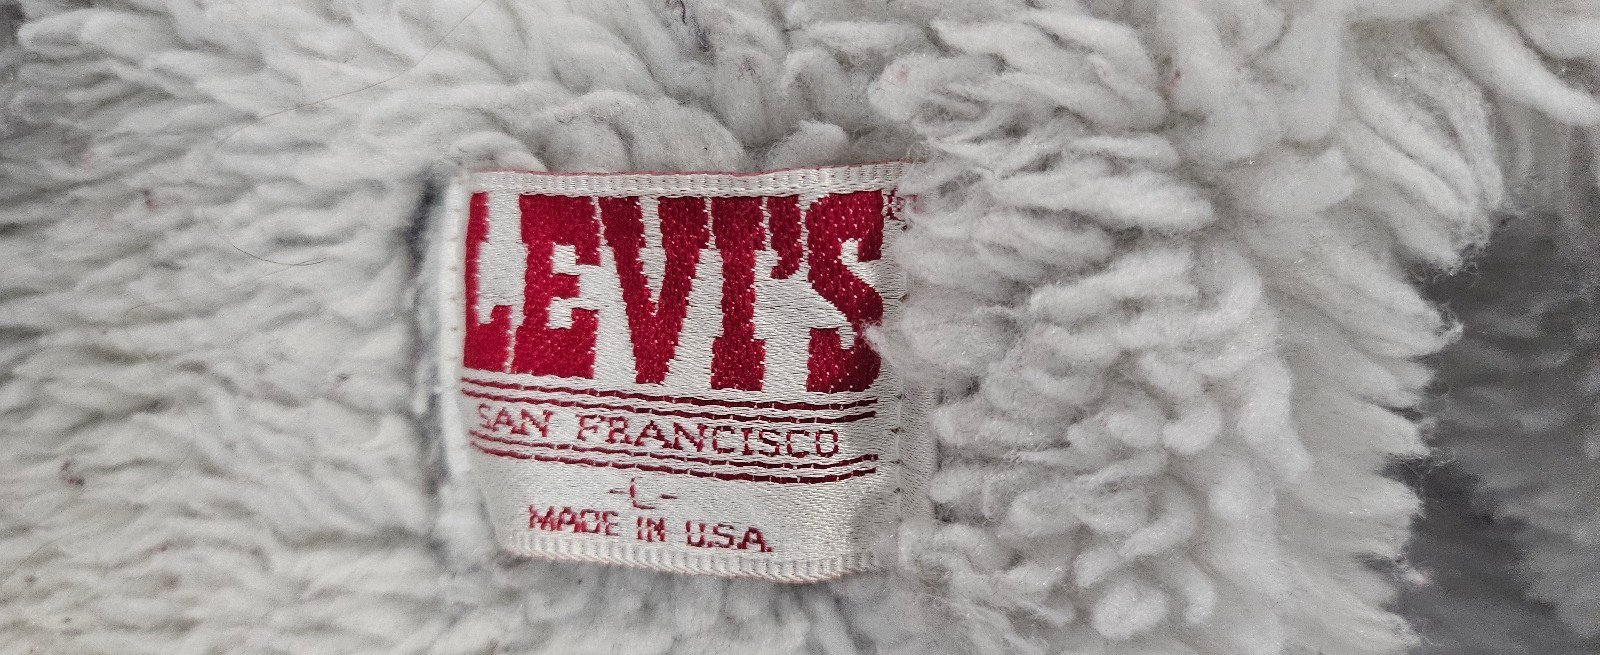 LEVI'S
SAN FRANCISCO
-L-
MADE IN U.S.A.